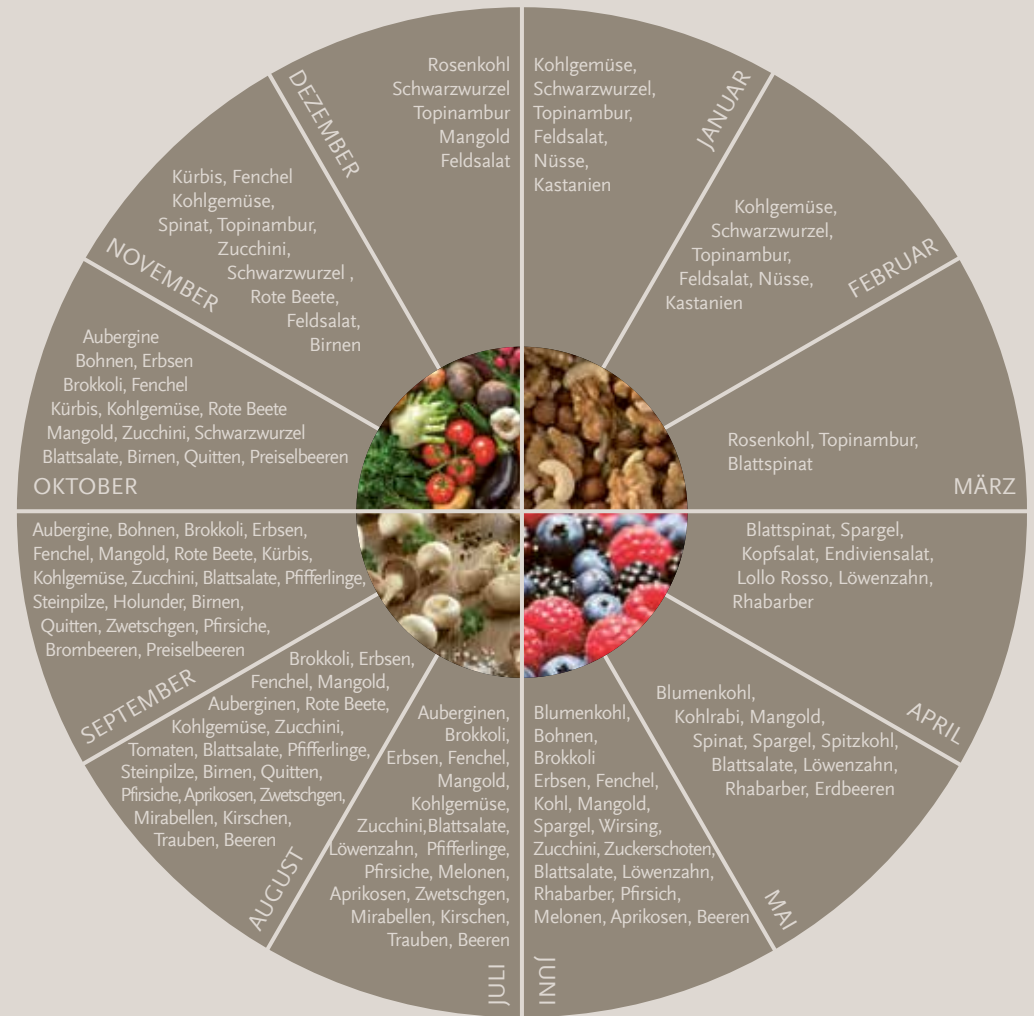 JANUAR
Kohlgemüse,
Schwarzwurzel,
Topinambur,
Feldsalat,
Nüsse,
Kastanien
FEBRUAR
Kohlgemüse,
Schwarzwurzel,
Topinambur,
Feldsalat, Nüsse,
Kastanien
Rosenkohl, Topinambur,
Blattspinat
MÄRZ
Blattspinat, Spargel,
Kopfsalat, Endiviensalat,
Lollo Rosso, Löwenzahn,
Rhabarber
APRIL
Blumenkohl,
Kohlrabi, Mangold,
Spinat, Spargel, Spitzkohl,
Blattsalate, Löwenzahn,
Rhabarber, Erdbeeren
MAI
Blumenkohl,
Bohnen,
Brokkoli
Erbsen, Fenchel,
Kohl, Mangold,
Spargel, Wirsing,
Zucchini, Zuckerschoten,
Blattsalate, Löwenzahn,
Rhabarber, Pfirsich,
Melonen, Aprikosen, Beeren
JUNI
Auberginen,
Brokkoli,
Erbsen, Fenchel,
Mangold,
Kohlgemüse,
Zucchini,Blattsalate,
Löwenzahn, Pfifferlinge,
Pfirsiche, Melonen,
Aprikosen, Zwetschgen,
Mirabellen, Kirschen,
Trauben, Beeren
JULI
Brokkoli, Erbsen,
Fenchel, Mangold,
Auberginen, Rote Beete,
Kohlgemüse, Zucchini,
Tomaten, Blattsalate, Pfifferlinge,
Steinpilze, Birnen, Quitten,
Pfirsiche, Aprikosen, Zwetschgen,
Mirabellen, Kirschen,
Trauben, Beeren
AUGUST
Aubergine, Bohnen, Brokkoli, Erbsen,
Fenchel, Mangold, Rote Beete, Kürbis,
Kohlgemüse, Zucchini, Blattsalate, Pfifferlinge,
Steinpilze, Holunder, Birnen,
Quitten, Zwetschgen, Pfirsiche,
Brombeeren, Preiselbeeren
SEPTEMBER
Aubergine
Bohnen, Erbsen
Brokkoli, Fenchel
Kürbis, Kohlgemüse, Rote Beete
Mangold, Zucchini, Schwarzwurzel
Blattsalate, Birnen, Quitten, Preiselbeeren
OKTOBER
Kürbis, Fenchel
Kohlgemüse,
Spinat, Topinambur,
Zucchini,
Schwarzwurzel ,
Rote Beete,
Feldsalat,
Birnen
NOVEMBER
Rosenkohl
Schwarzwurzel
Topinambur
Mangold
Feldsalat
DEZEMBER